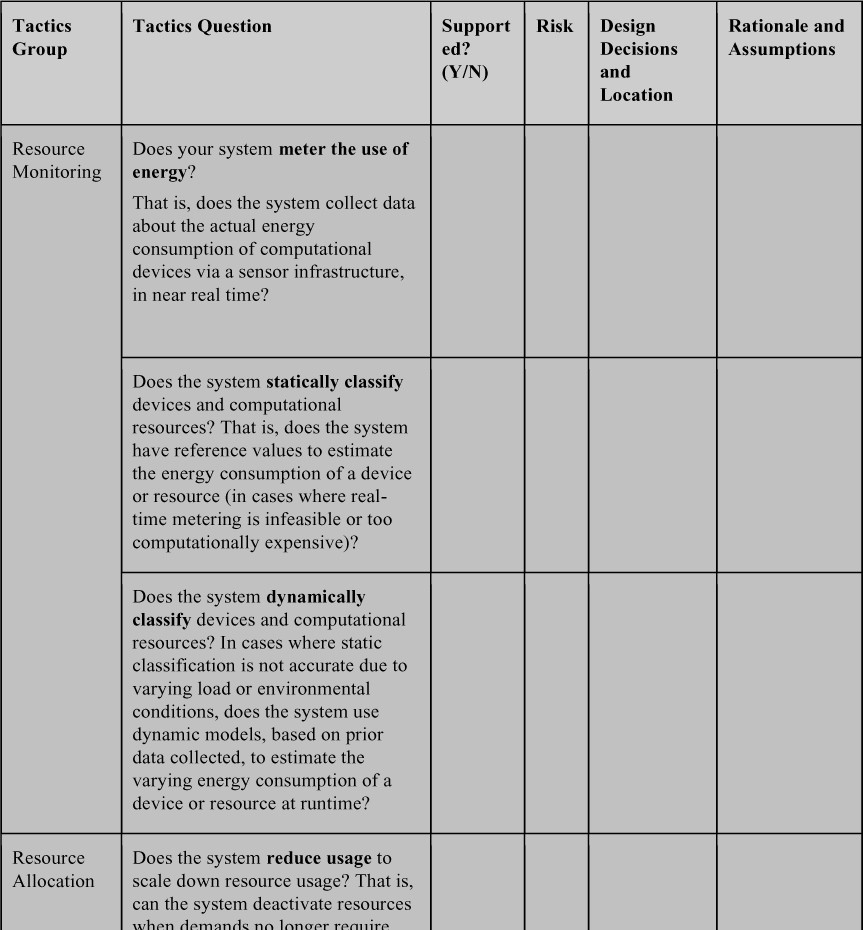 Tactics Group
Tactics Question
Support
ed?
(Y/N)
Risk
Design
Decisions
and
Location
Rationale and
Assumptions
Resource
Monitoring
Does your system meter the use of
energy?
That is, does the system collect data
about the actual energy
consumption of computational
devices via a sensor infrastructure,
in near real time?
Does the system statically classify
devices and computational
resources? That is, does the system
have reference values to estimate
the energy consumption of a device
or resource (in cases where real-
time metering is infeasible or too
computationally expensive)?
Does the system dynamically
classify devices and computational
resources? In cases where static
classification is not accurate due to
varying load or environmental
conditions, does the system use
dynamic models, based on prior
data collected, to estimate the
varying energy consumption of a
device or resource at runtime?
Resource
Allocation
Does the system reduce usage to
scale down resource usage? That is,
can the system deactivate resources
when demands no longer require